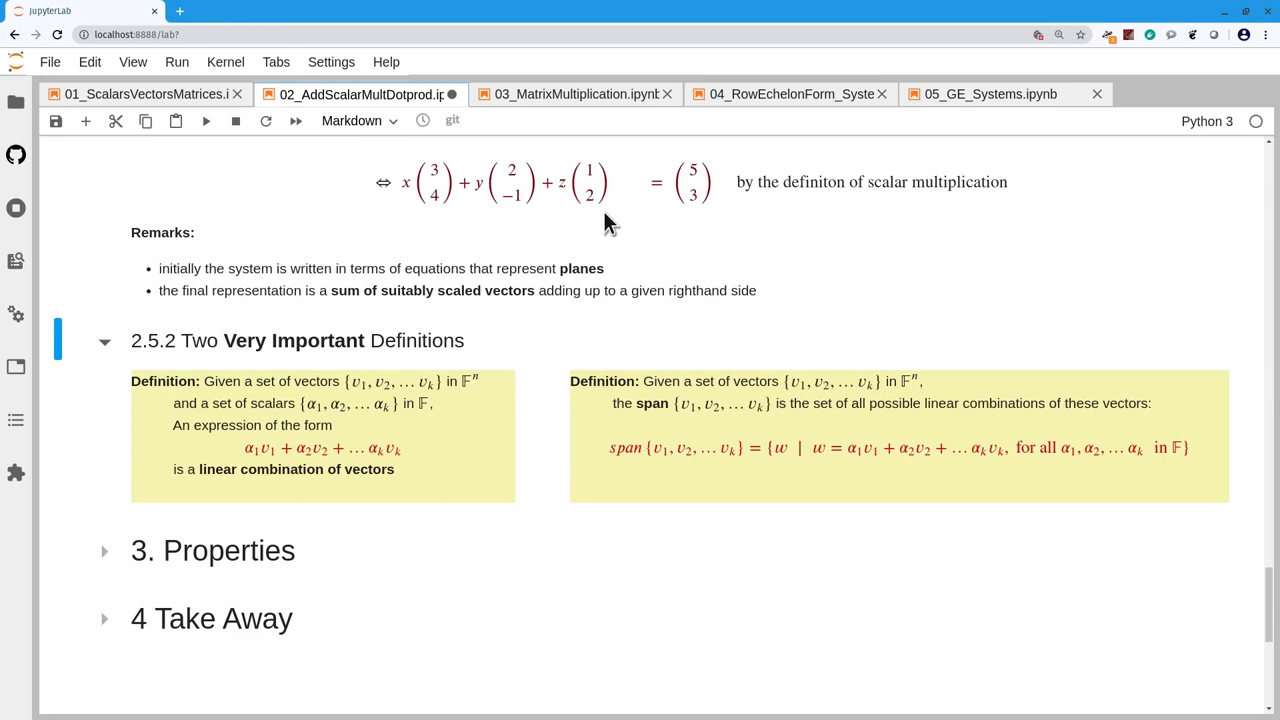 JupyterLab
localhost:8888/lab?
File Edit View Run Kernel Tabs Settings Help
01_ScalarsVectorsMatrices.i 02_AddScalarMultDotprod.ip 03_MatrixMultiplication.ipynb 04_RowEchelonForm_Syste 05_GE_Systems.ipynb
Markdown git Python 3
⇔ x(3 4) + y(2 −1) + z(1 2) = (5 3) by the definiton of scalar multiplication
Remarks:
• initially the system is written in terms of equations that represent planes
• the final representation is a sum of suitably scaled vectors adding up to a given righthand side
2.5.2 Two Very Important Definitions
Definition: Given a set of vectors {v₁, v₂, … vₖ} in 𝔽ⁿ
and a set of scalars {α₁, α₂, … αₖ} in 𝔽,
An expression of the form
α₁v₁ + α₂v₂ + … αₖvₖ
is a linear combination of vectors
Definition: Given a set of vectors {v₁, v₂, … vₖ} in 𝔽ⁿ,
the span {v₁, v₂, … vₖ} is the set of all possible linear combinations of these vectors:
span {v₁, v₂, … vₖ} = {w | w = α₁v₁ + α₂v₂ + … αₖvₖ, for all α₁, α₂, … αₖ in 𝔽}
3. Properties
4 Take Away